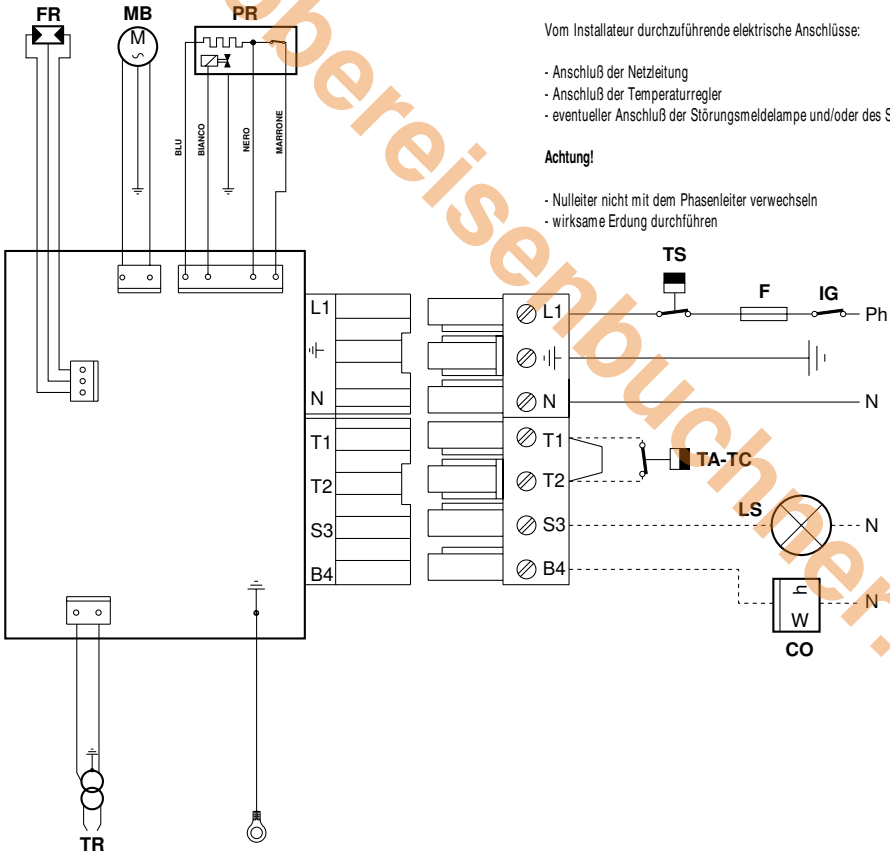 FR MB PR
M
BLU
BIANCO
NERO
MARRONE
Vom Installateur durchzuführende elektrische Anschlüsse:
- Anschluß der Netzleitung
- Anschluß der Temperaturregler
- eventueller Anschluß der Störungsmeldelampe und/oder des S
Achtung!
- Nulleiter nicht mit dem Phasenleiter verwechseln
- wirksame Erdung durchführen
TS
F
IG
L1 L1 Ph
N N N
T1 T1
TA-TC
T2 T2
LS
S3 S3 N
B4 B4 N
h
W
CO
TR
obereisenbuchner.